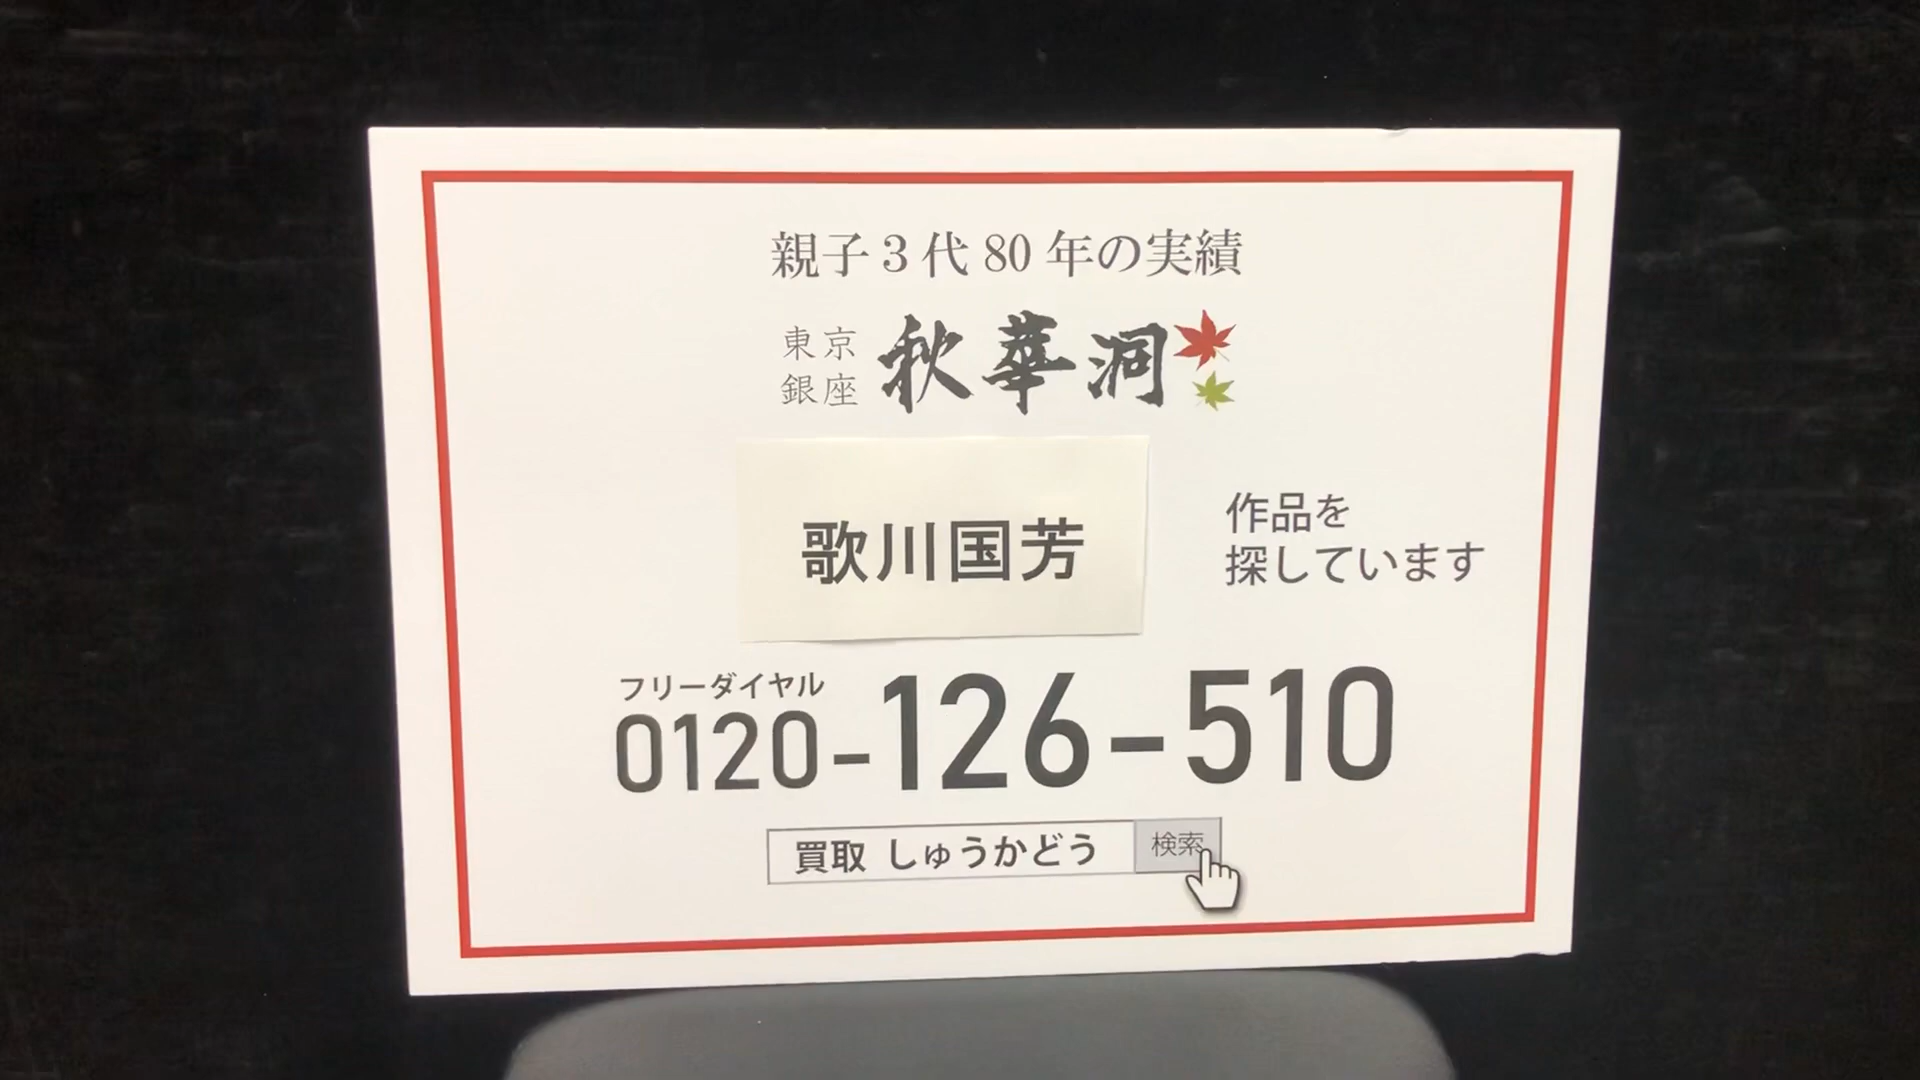 親子3代80年の実績
東京
銀座
秋華洞
歌川国芳
作品を
探しています
フリーダイヤル
0120-126-510
買取 しゅうかどう
検索